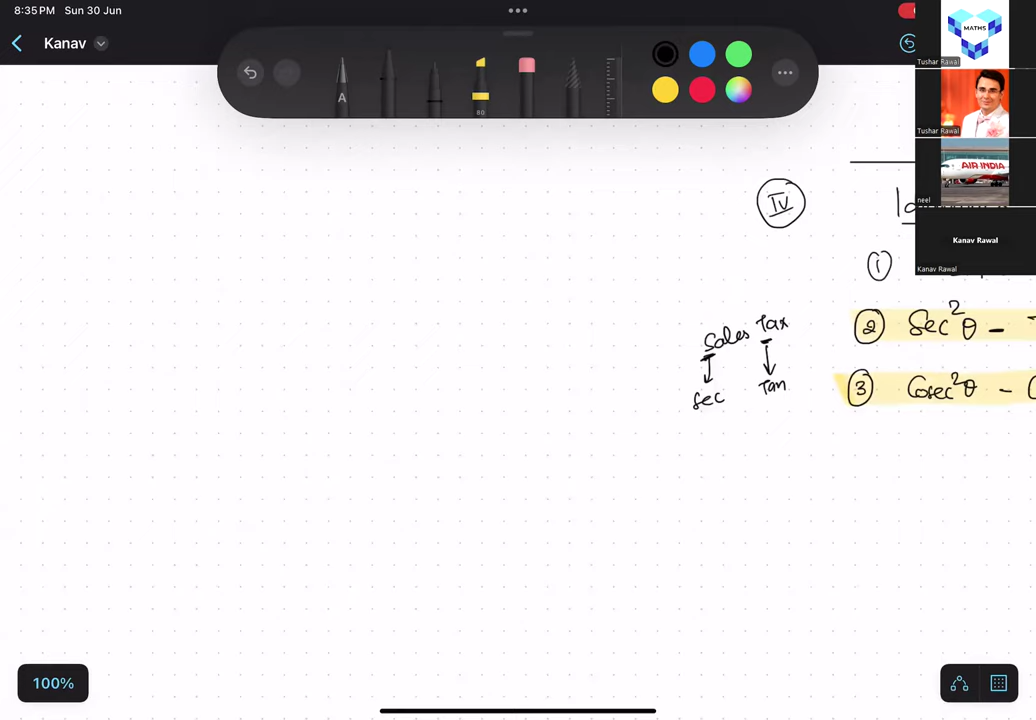 8:35 PM Sun 30 Jun
Kanav
A
80
MATHS
Tushar Rawal
Tushar Rawal
AIR INDIA
neel
Kanav Rawal
Kanav Rawal
IV
1
Sales Tax
sec Tan
2 Sec²θ -
3 Cosec²θ -
100%